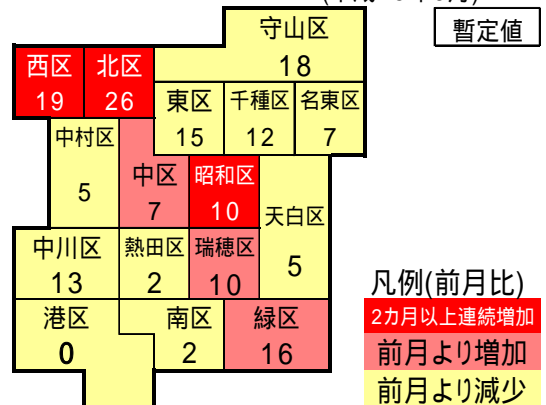 暫定値
守山区
18
西区 北区
19 26
東区 千種区 名東区
15 12 7
中村区
5
中区 昭和区
7 10
天白区
5
中川区 熱田区 瑞穂区
13 2 10
港区 南区 緑区
0 2 16
凡例(前月比)
2カ月以上連続増加
前月より増加
前月より減少